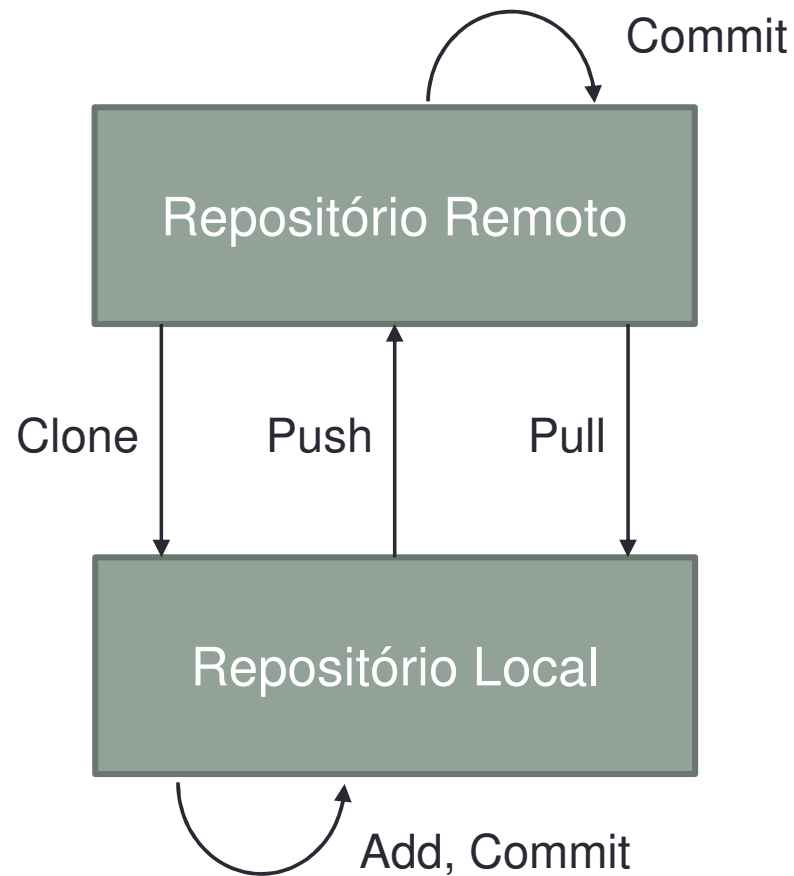 Commit
Repositório Remoto
Clone
Push
Pull
Repositório Local
Add, Commit